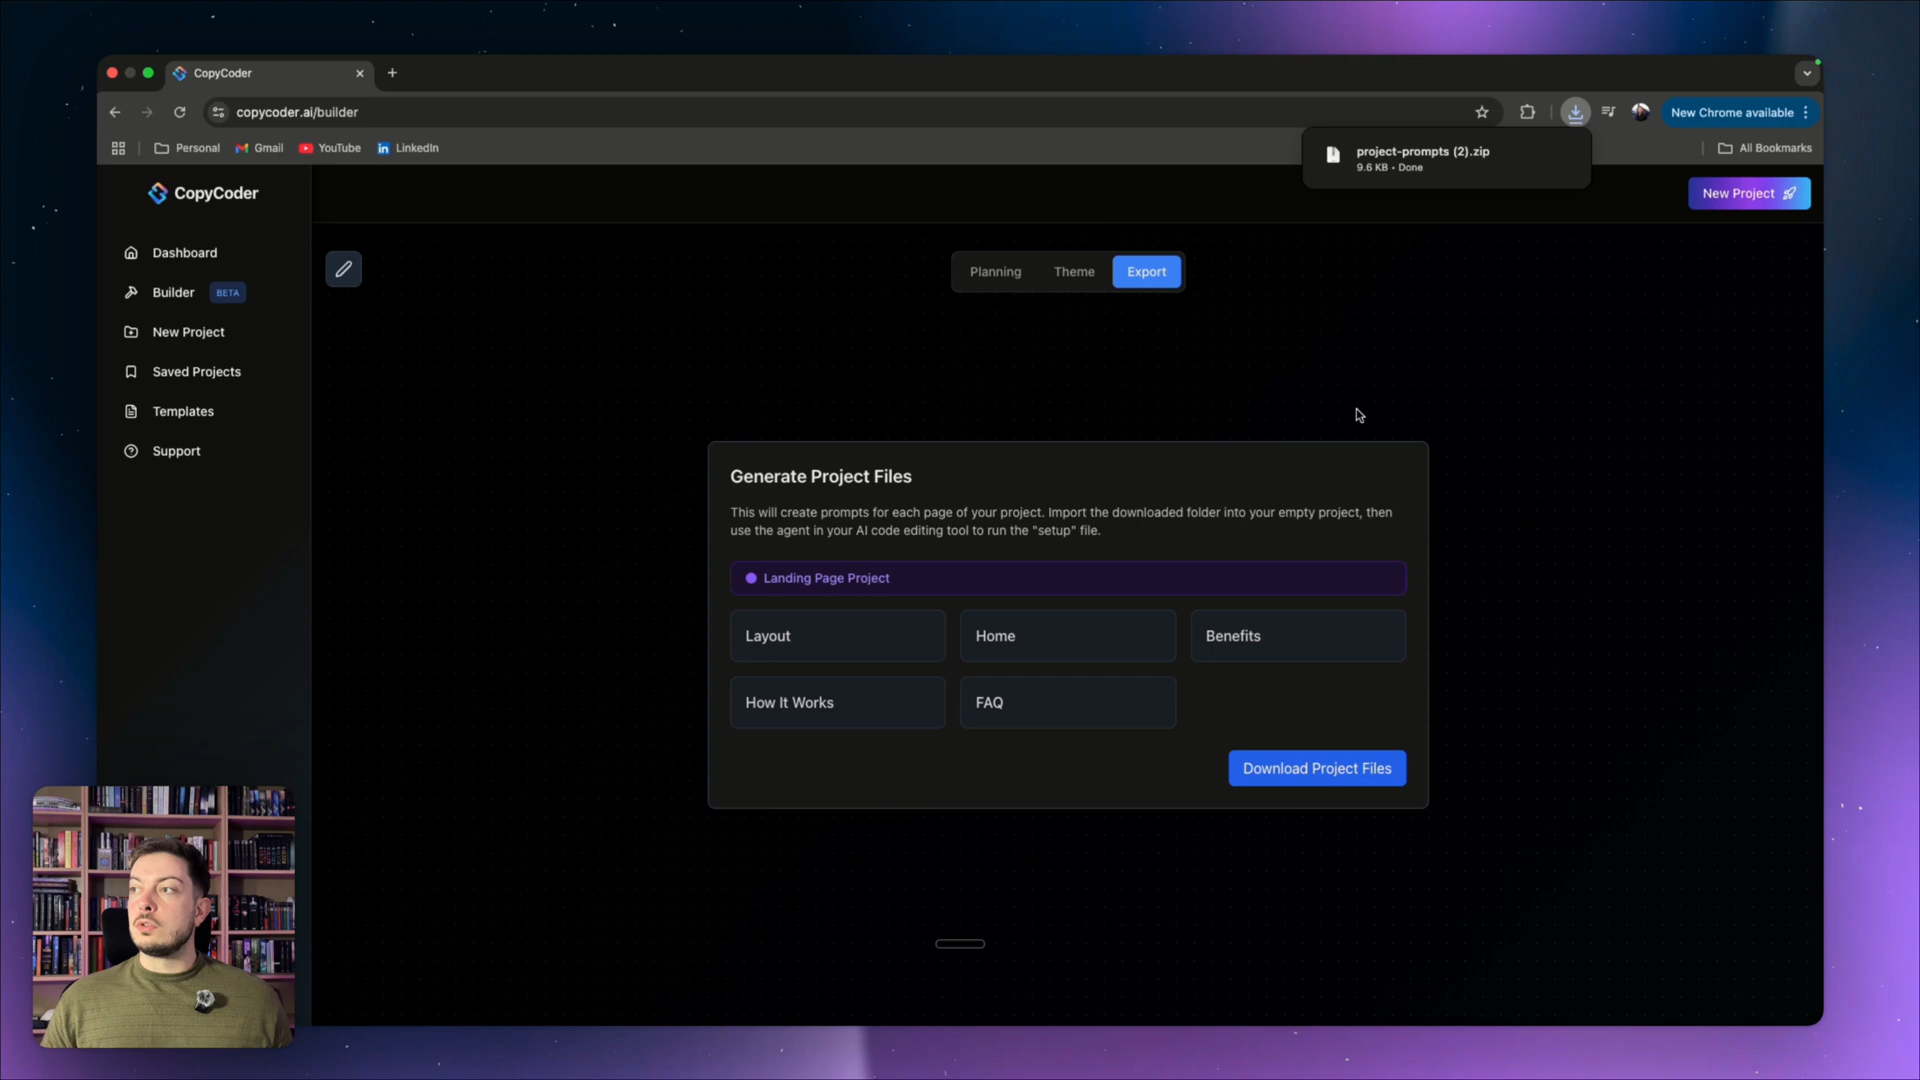 CopyCoder
copycoder.ai/builder
New Chrome available
Personal
Gmail
YouTube
LinkedIn
All Bookmarks
project-prompts (2).zip
9.6 KB • Done
CopyCoder
New Project
Dashboard
Builder BETA
New Project
Saved Projects
Templates
Support
Planning
Theme
Export
Generate Project Files
This will create prompts for each page of your project. Import the downloaded folder into your empty project, then
use the agent in your AI code editing tool to run the "setup" file.
Landing Page Project
Layout
Home
Benefits
How It Works
FAQ
Download Project Files